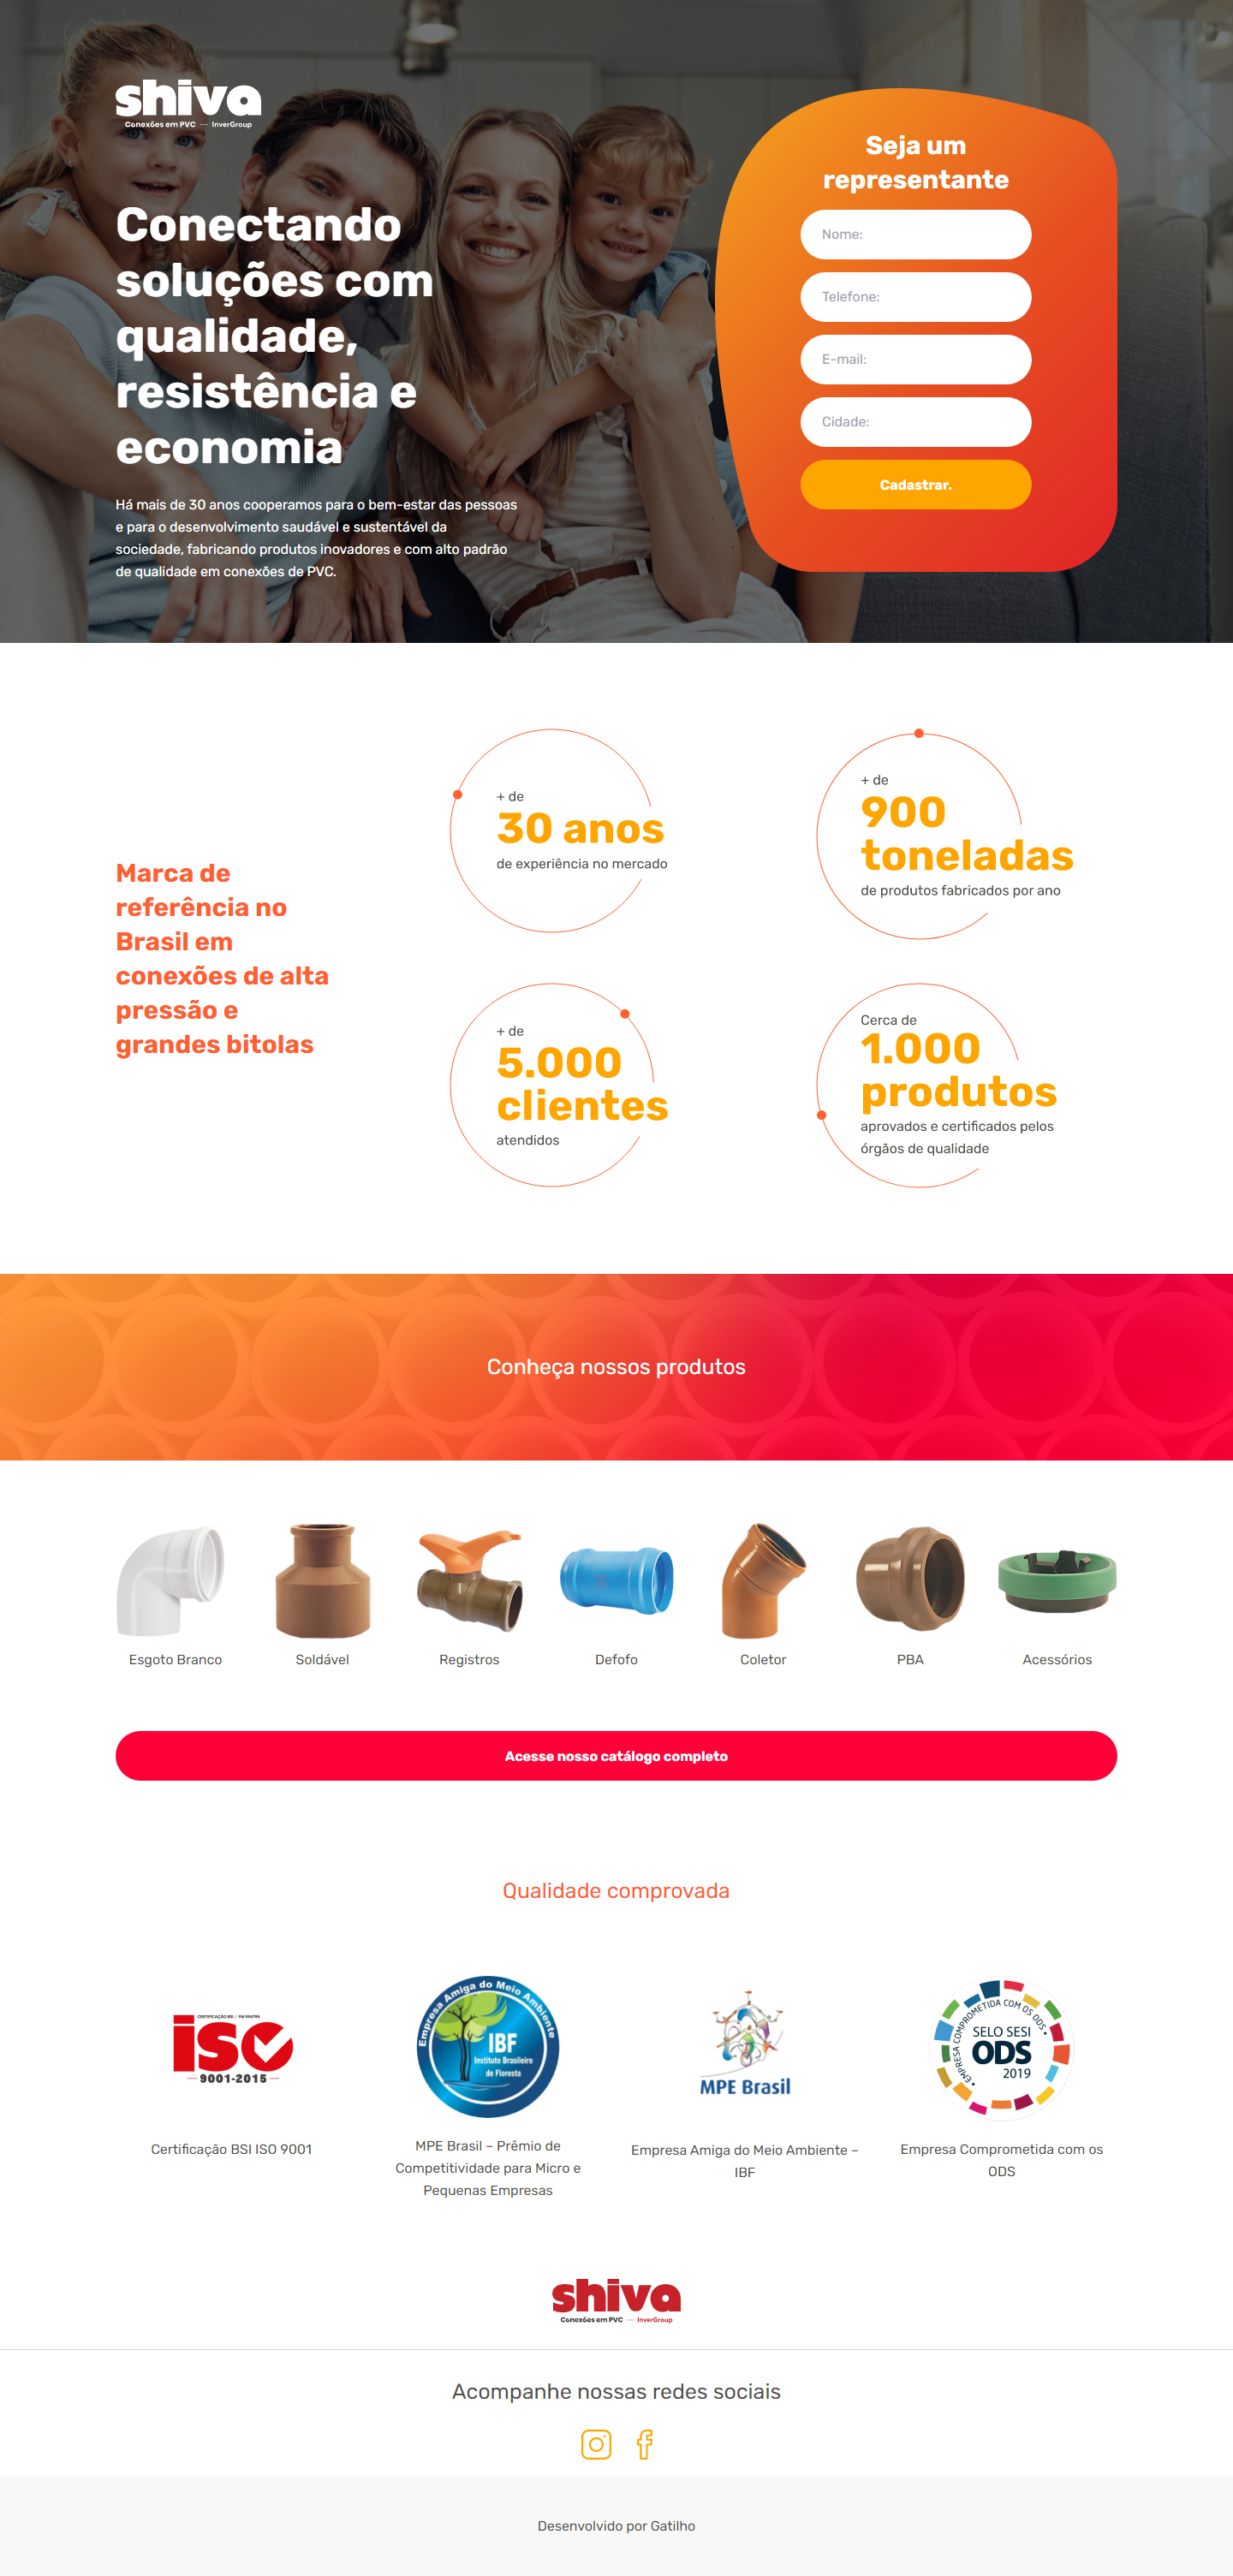 shiva
Conexões em PVC — InverGroup
Conectando
soluções com
qualidade,
resistência e
economia
Há mais de 30 anos cooperamos para o bem-estar das pessoas
e para o desenvolvimento saudável e sustentável da
sociedade, fabricando produtos inovadores e com alto padrão
de qualidade em conexões de PVC.
Seja um
representante
Nome:
Telefone:
E-mail:
Cidade:
Cadastrar.
Marca de
referência no
Brasil em
conexões de alta
pressão e
grandes bitolas
+ de
30 anos
de experiência no mercado
+ de
900
toneladas
de produtos fabricados por ano
+ de
5.000
clientes
atendidos
Cerca de
1.000
produtos
aprovados e certificados pelos
órgãos de qualidade
Conheça nossos produtos
Esgoto Branco
Soldável
Registros
Defofo
Coletor
PBA
Acessórios
Acesse nosso catálogo completo
Qualidade comprovada
iso
9001-2015
Certificação BSI ISO 9001
Empresa Amiga do Meio Ambiente
IBF
Instituto Brasileiro
de Floresta
MPE Brasil – Prêmio de
Competitividade para Micro e
Pequenas Empresas
MPE Brasil
Empresa Amiga do Meio Ambiente –
IBF
EMPRESA COMPROMETIDA COM OS ODS
SELO SESI
ODS
2019
Empresa Comprometida com os
ODS
shiva
Conexões em PVC — InverGroup
Acompanhe nossas redes sociais
Desenvolvido por Gatilho